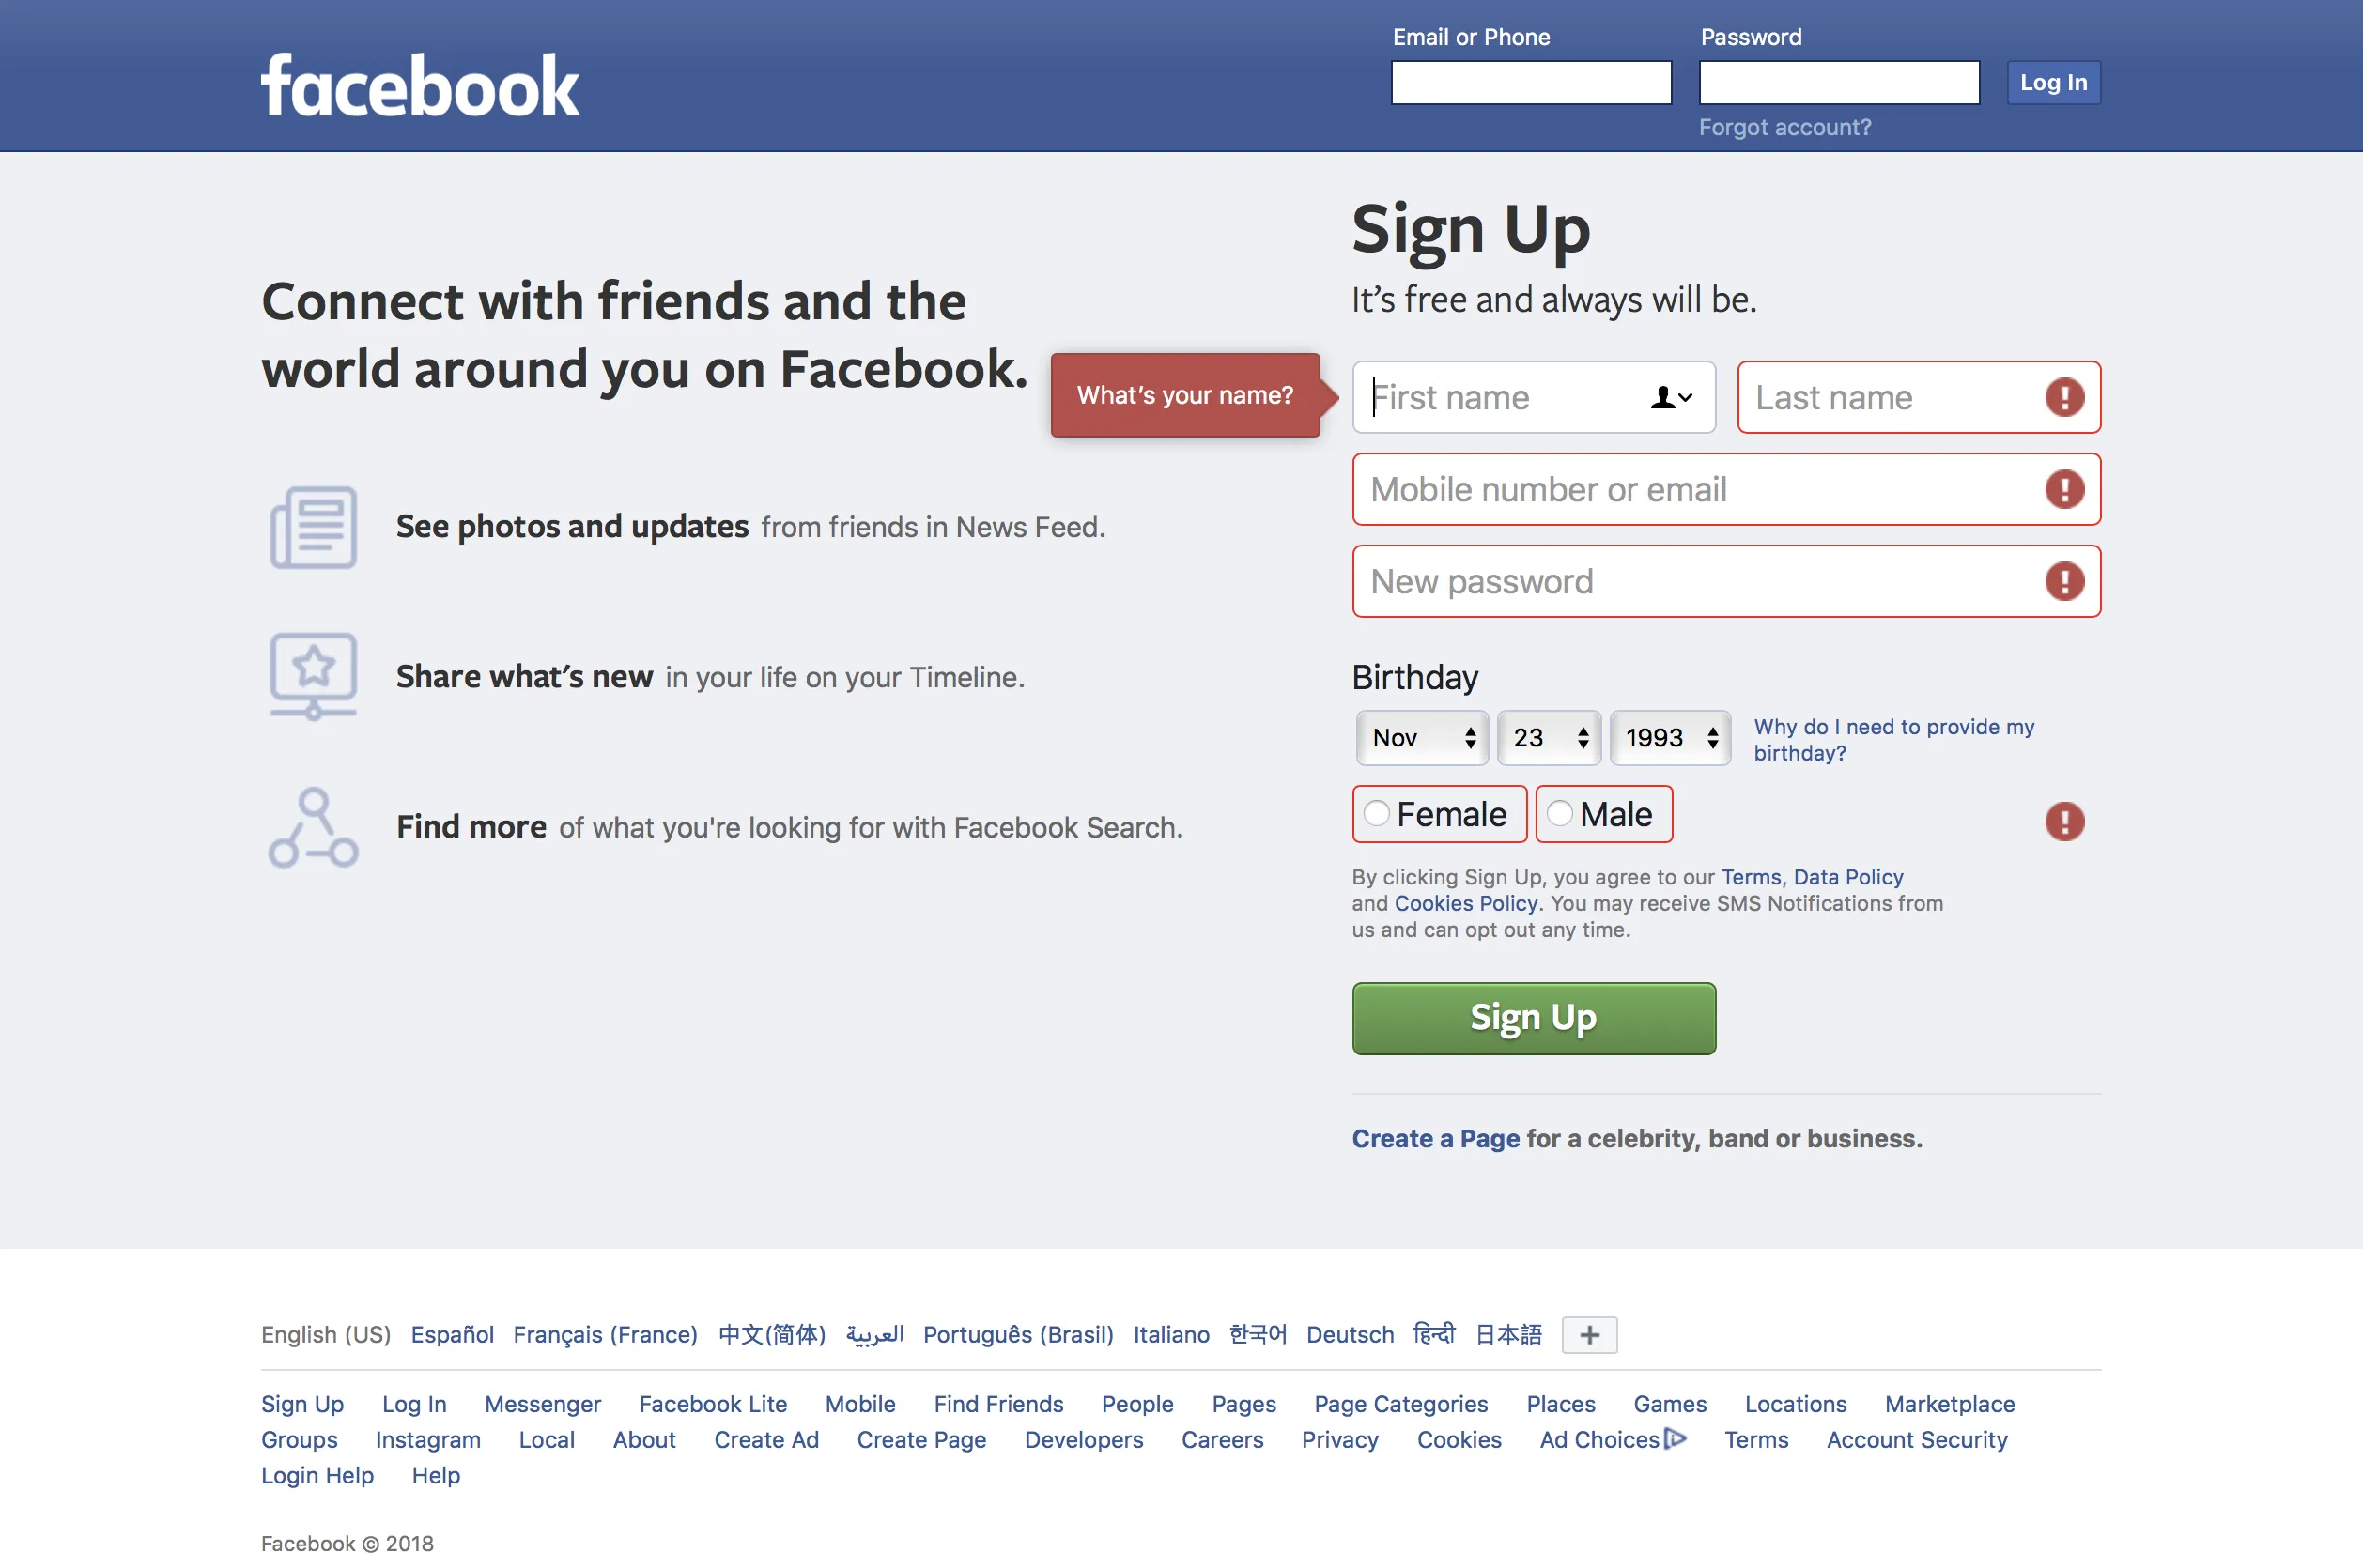 facebook
Email or Phone
Password
Log In
Forgot account?
Connect with friends and the
world around you on Facebook.
See photos and updates from friends in News Feed.
Share what's new in your life on your Timeline.
Find more of what you're looking for with Facebook Search.
Sign Up
It's free and always will be.
What's your name?
First name
Last name
Mobile number or email
New password
Birthday
Nov 23 1993
Why do I need to provide my
birthday?
Female Male
By clicking Sign Up, you agree to our Terms, Data Policy
and Cookies Policy. You may receive SMS Notifications from
us and can opt out any time.
Sign Up
Create a Page for a celebrity, band or business.
English (US) Español Français (France) 中文(简体) العربية Português (Brasil) Italiano 한국어 Deutsch हिन्दी 日本語 +
Sign Up Log In Messenger Facebook Lite Mobile Find Friends People Pages Page Categories Places Games Locations Marketplace
Groups Instagram Local About Create Ad Create Page Developers Careers Privacy Cookies Ad Choices Terms Account Security
Login Help Help
Facebook © 2018